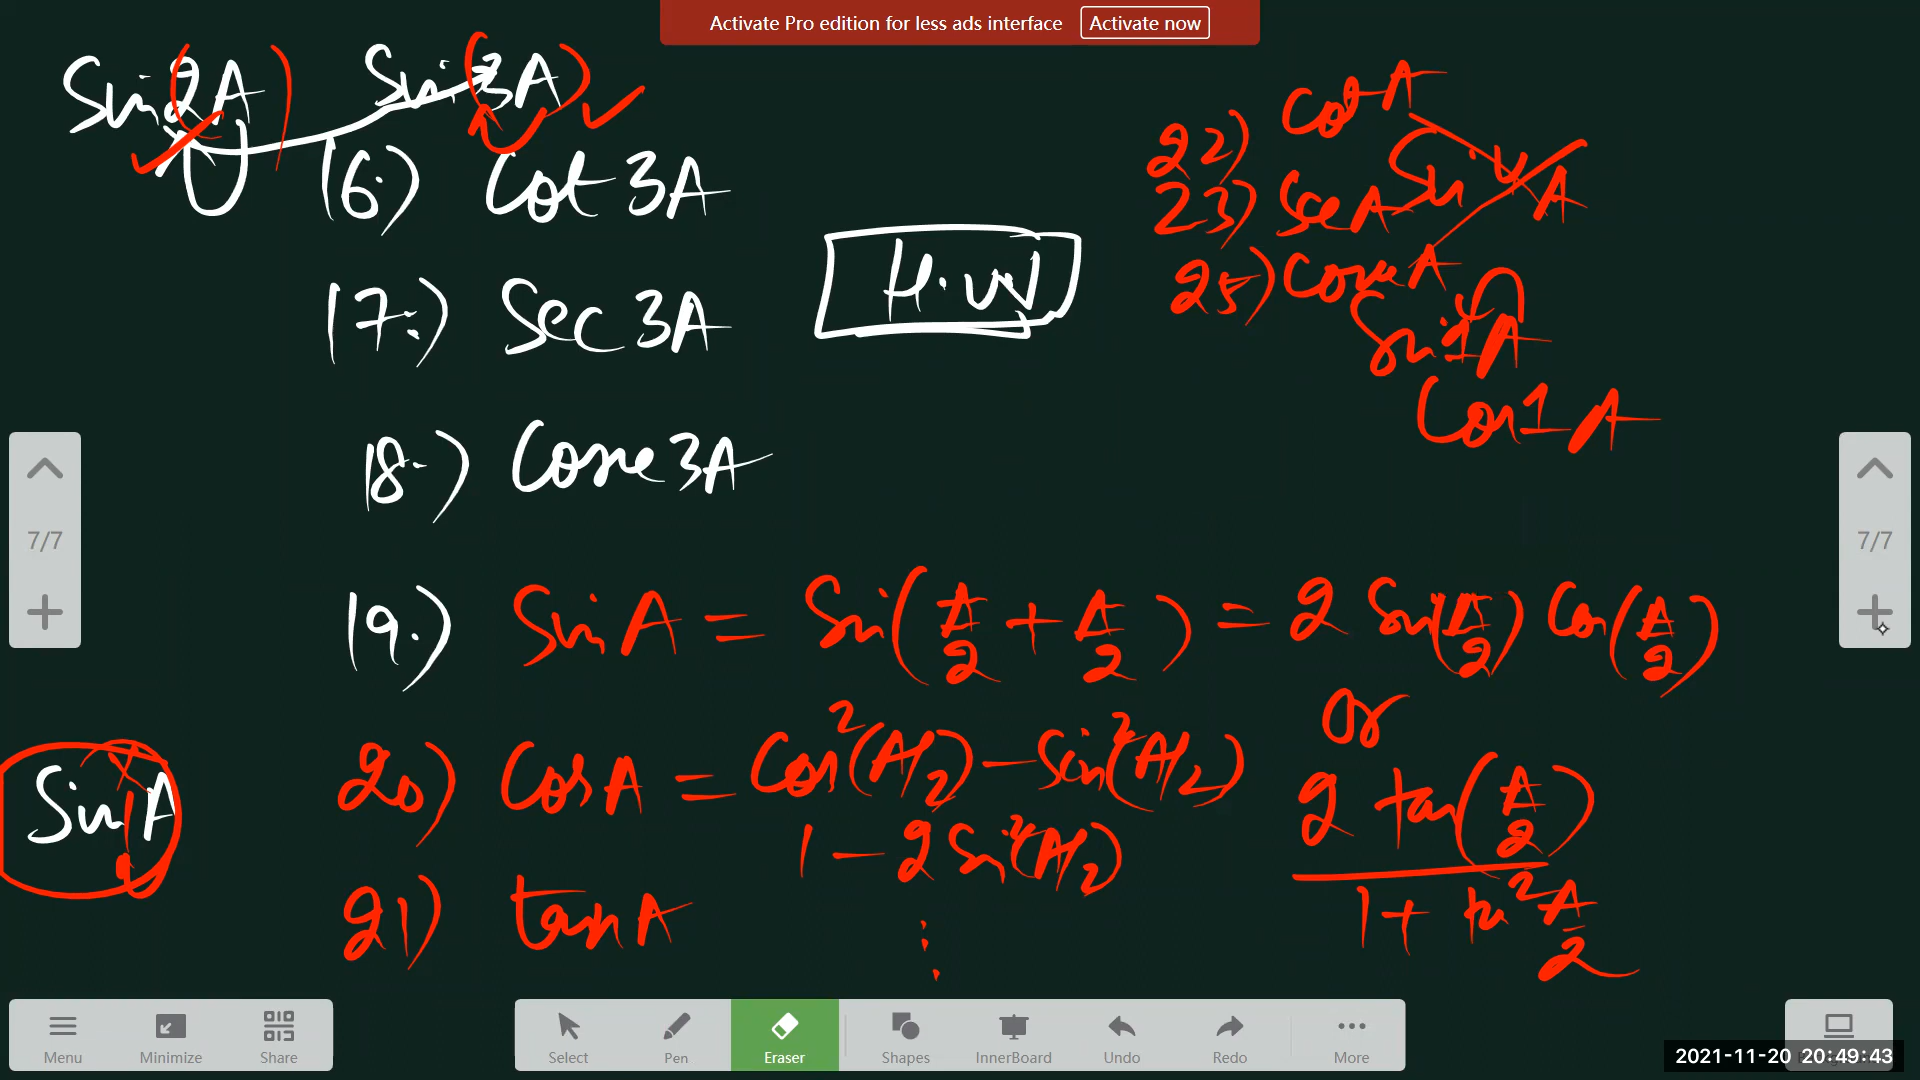 Activate Pro edition for less ads interface Activate now
Sin 2A Sin 3A
16.) Cot 3A
17.) Sec 3A
18.) Cosec 3A
H.W
22) Cot A
23) Sec A
Sin A
25) Cosec A
Sin 1A
Cos 1A
19.) Sin A = Sin(A/2 + A/2) = 2 Sin(A/2) Cos(A/2)
or
2 tan(A/2)
1 + tan² A/2
20) Cos A = Cos²(A/2) - Sin²(A/2)
1 - 2 Sin²(A/2)
⋮
21) tan A
Sin 1A
7/7
7/7
Menu Minimize Share Select Pen Eraser Shapes InnerBoard Undo Redo More
2021-11-20 20:49:43